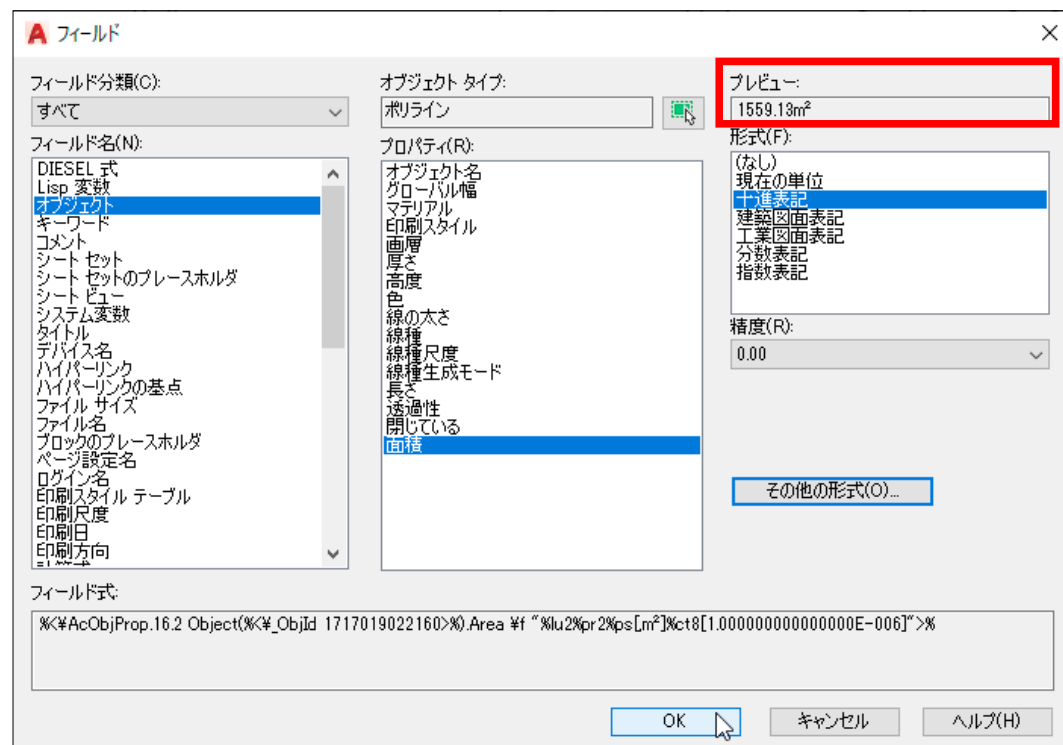 フィールド
フィールド分類(C):
すべて
フィールド名(N):
DIESEL 式
Lisp 変数
オブジェクト
キーワード
コメント
シート セット
シート セットのプレースホルダ
シート ビュー
システム変数
タイトル
デバイス名
ハイパーリンク
ハイパーリンクの基点
ファイル サイズ
ファイル名
ブロックのプレースホルダ
ページ設定名
ログイン名
印刷スタイル テーブル
印刷尺度
印刷日
印刷方向
オブジェクト タイプ:
ポリライン
プロパティ(R):
オブジェクト名
グローバル幅
マテリアル
印刷スタイル
画層
厚さ
高度
色
線の太さ
線種
線種尺度
線種生成モード
長さ
透過性
閉じている
面積
プレビュー:
1559.13m²
形式(F):
(なし)
現在の単位
十進表記
建築図面表記
工業図面表記
分数表記
指数表記
精度(R):
0.00
その他の形式(O)...
フィールド式:
%<¥AcObjProp.16.2 Object(%<¥_ObjId 1717019022160>%).Area ¥f "%lu2%pr2%ps[,m²]%ct8[1.000000000000000E-006]">%
OK
キャンセル
ヘルプ(H)